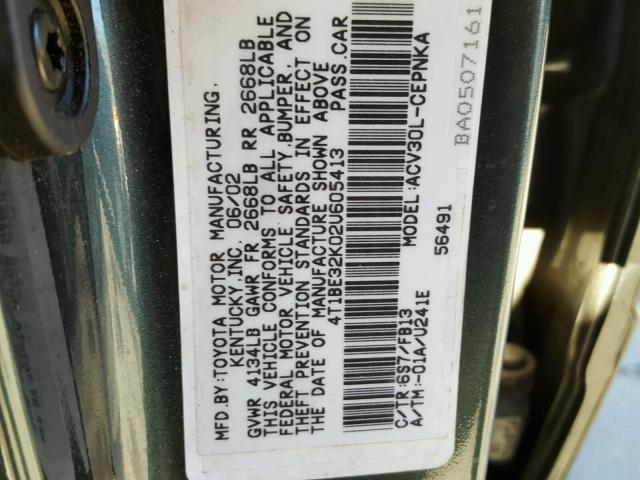 MFD.BY:TOYOTA MOTOR MANUFACTURING,
KENTUCKY,INC. 06/02
GVWR 4134LB GAWR FR 2668LB RR 2668LB
THIS VEHICLE CONFORMS TO ALL APPLICABLE
FEDERAL MOTOR VEHICLE SAFETY,BUMPER, AND
THEFT PREVENTION STANDARDS IN EFFECT ON
THE DATE OF MANUFACTURE SHOWN ABOVE
4T1BE32K02U605413 PASS.CAR
C/TR:6S7/FB13 MODEL:ACV30L-CEPNKA
A/TM:-01A/U241E 56491
BA0507161